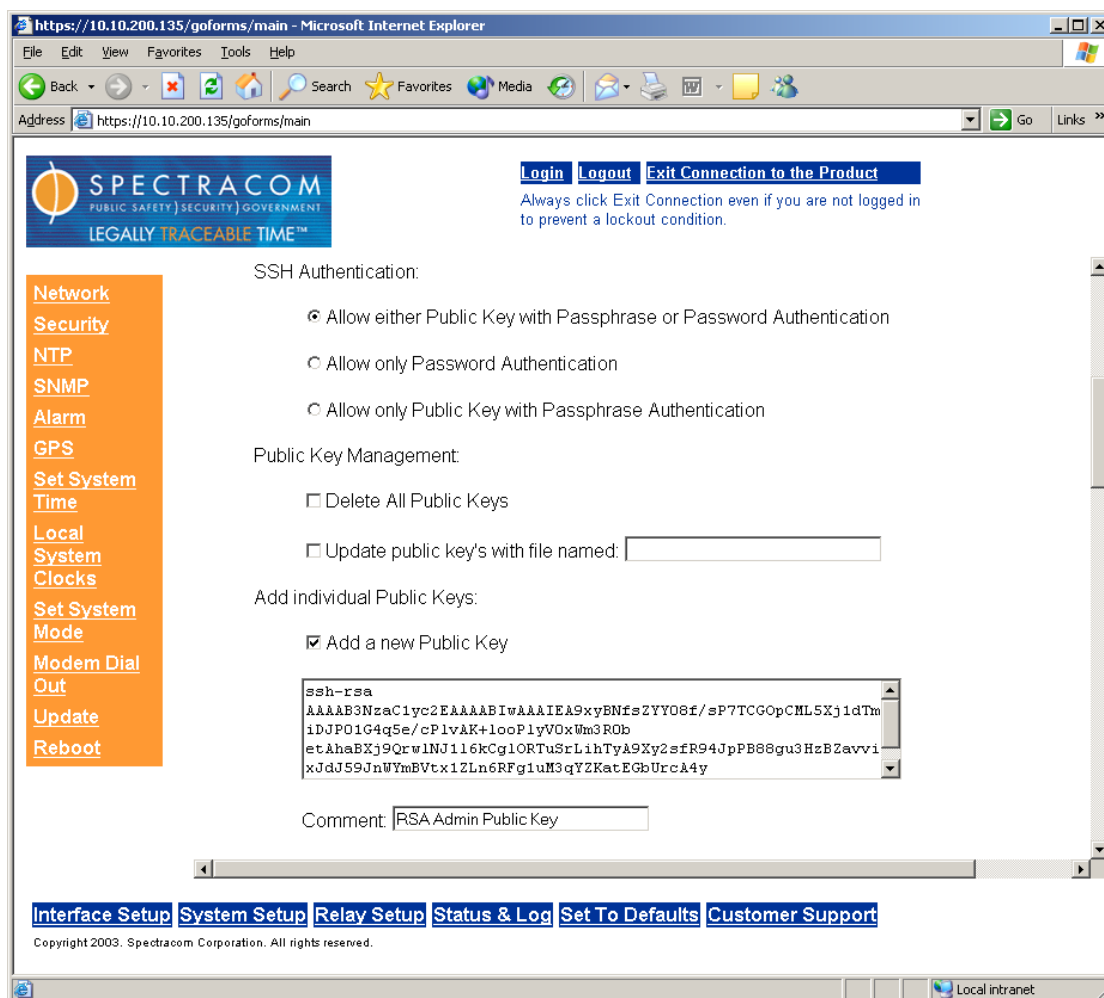 https://10.10.200.135/goforms/main - Microsoft Internet Explorer
File Edit View Favorites Tools Help
Back Search Favorites Media
Address https://10.10.200.135/goforms/main Go Links »
SPECTRACOM
PUBLIC SAFETY ) SECURITY ) GOVERNMENT
LEGALLY TRACEABLE TIME™
Login Logout Exit Connection to the Product
Always click Exit Connection even if you are not logged in
to prevent a lockout condition.
Network
Security
NTP
SNMP
Alarm
GPS
Set System
Time
Local
System
Clocks
Set System
Mode
Modem Dial
Out
Update
Reboot
SSH Authentication:
Allow either Public Key with Passphrase or Password Authentication
Allow only Password Authentication
Allow only Public Key with Passphrase Authentication
Public Key Management:
Delete All Public Keys
Update public key's with file named:
Add individual Public Keys:
Add a new Public Key
ssh-rsa
AAAAB3NzaC1yc2EAAAABIwAAAIEA9xyBNfsZYYO8f/sP7TCGOpCML5Xj1dTm
iDJP01G4q5e/cPlvAK+looPlyVOxWm3ROb
etAhaBXj9QrwlNJ1l6kCglORTuSrLihTyA9Xy2sfR94JpPB88gu3HzBZavvi
xJdJ59JnWYmBVtx1ZLn6RFg1uM3qYZKatEGbUrcA4y
Comment: RSA Admin Public Key
Interface Setup System Setup Relay Setup Status & Log Set To Defaults Customer Support
Copyright 2003. Spectracom Corporation. All rights reserved.
Local intranet